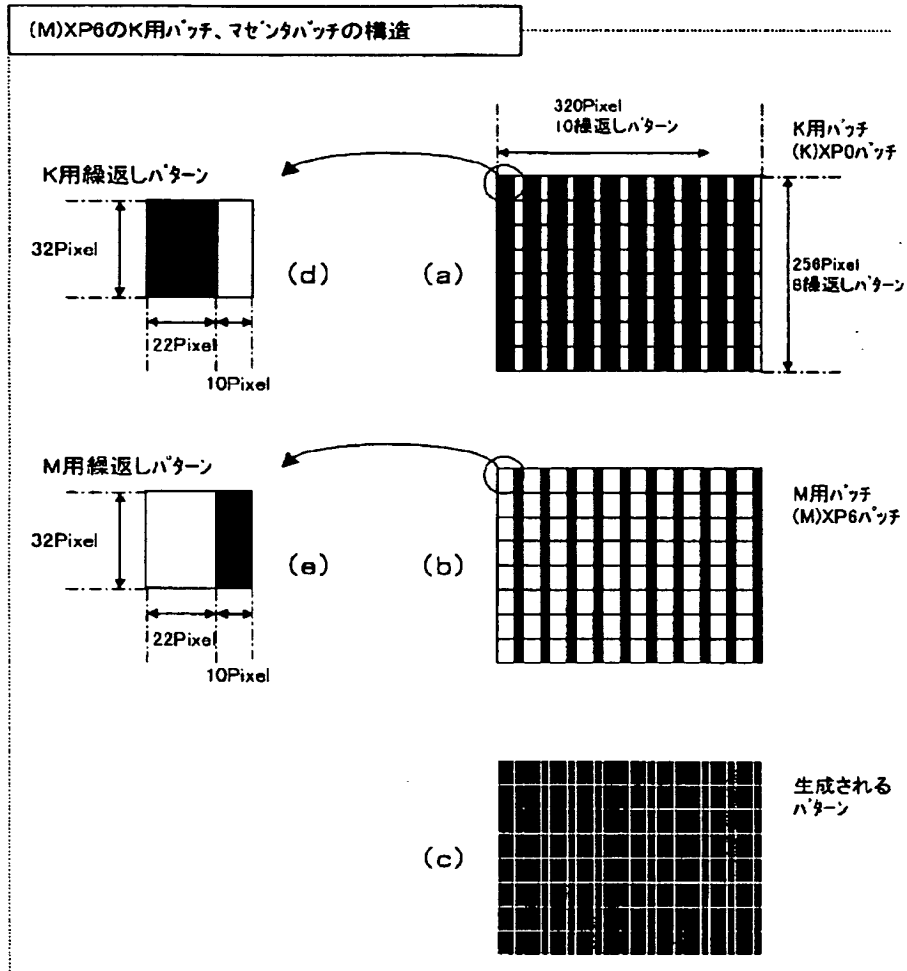 (M)XP6のK用パッチ、マゼンタパッチの構造
320Pixel
10繰返しパターン
K用パッチ
(K)XP0パッチ
K用繰返しパターン
32Pixel
(d)
(a)
256Pixel
8繰返しパターン
22Pixel
10Pixel
M用繰返しパターン
M用パッチ
(M)XP6パッチ
32Pixel
(e)
(b)
22Pixel
10Pixel
生成される
パターン
(c)